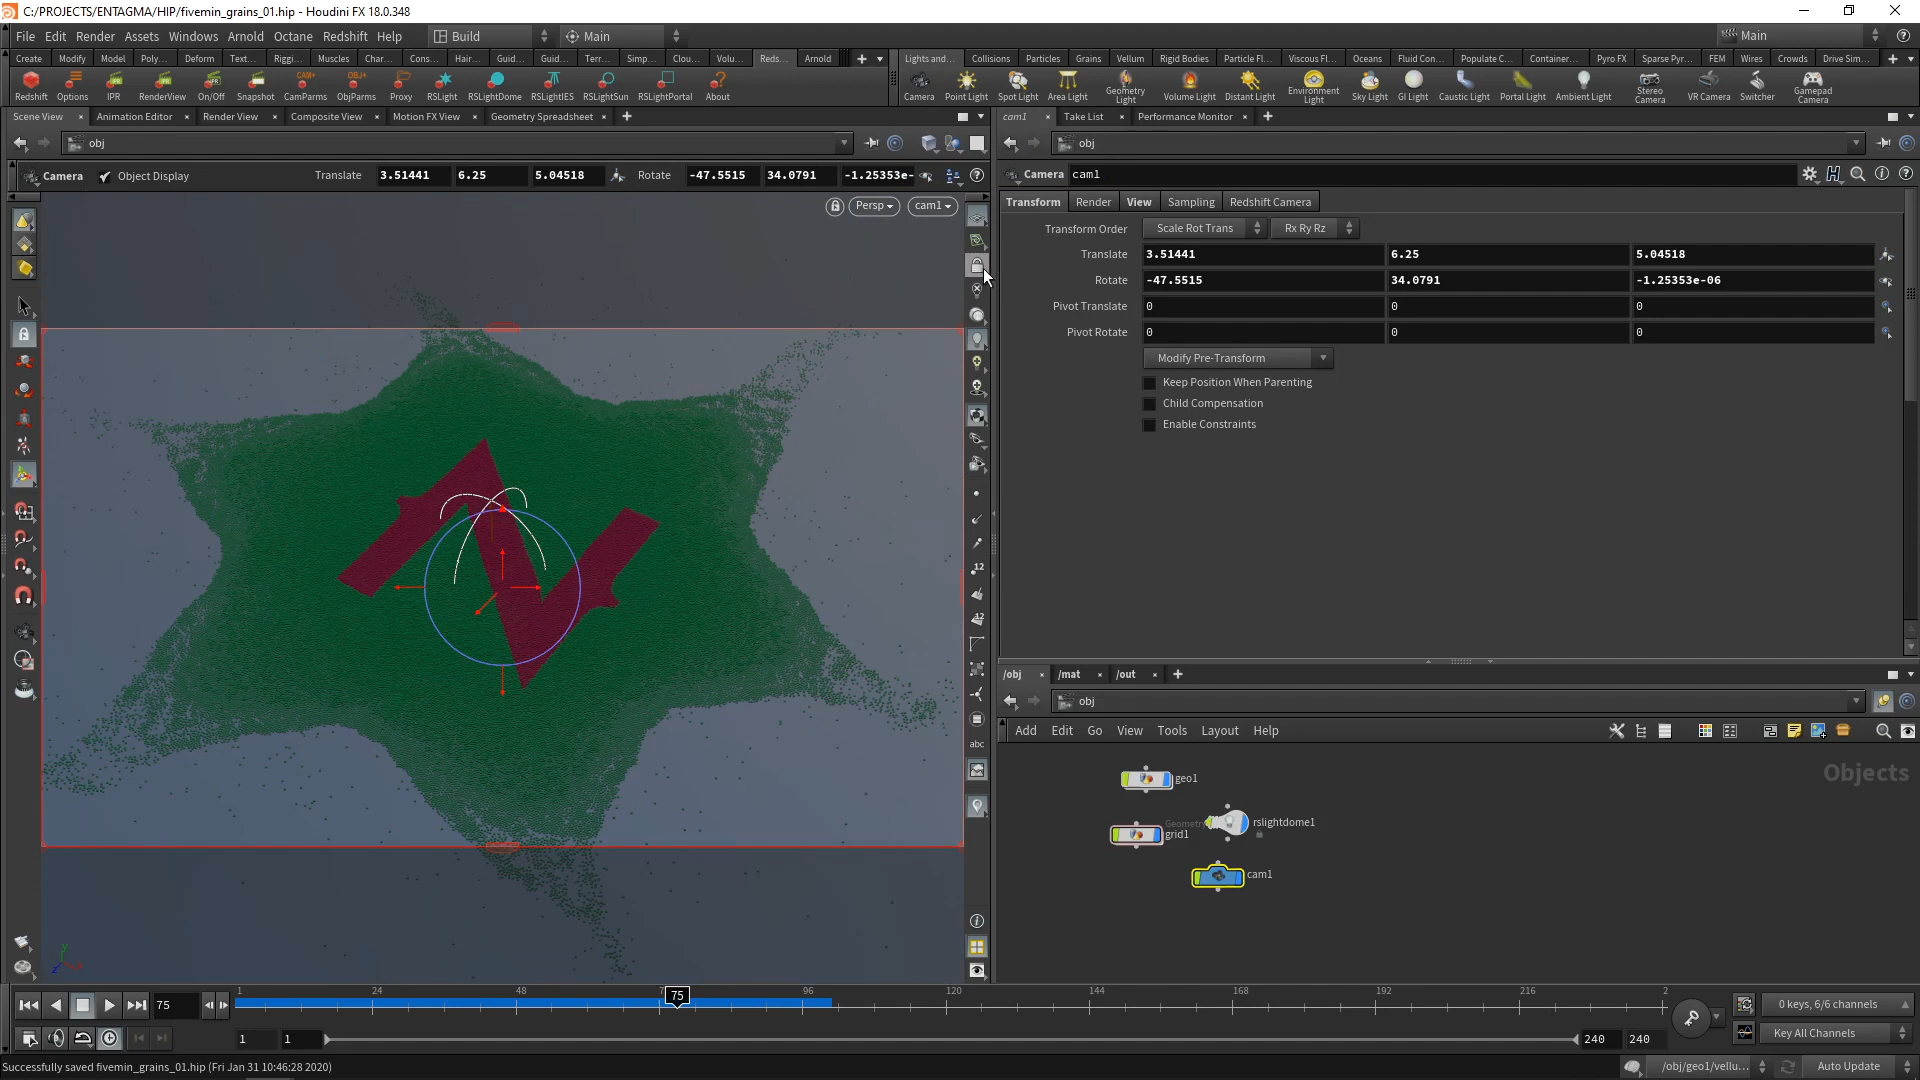 C:/PROJECTS/ENTAGMA/HIP/fivemin_grains_01.hip - Houdini FX 18.0.348
File Edit Render Assets Windows Arnold Octane Redshift Help Build Main Main
Create Modify Model Poly... Deform Text... Riggi... Muscles Char... Cons... Hair... Guid... Guid... Terr... Simp... Clou... Volu... Reds... Arnold
Lights and... Collisions Particles Grains Vellum Rigid Bodies Particle Fl... Viscous Fl... Oceans Fluid Con... Populate C... Container... Pyro FX Sparse Pyr... FEM Wires Crowds Drive Sim...
Redshift Options IPR RenderView On/Off Snapshot CamParms ObjParms Proxy RSLight RSLightDome RSLightIES RSLightSun RSLightPortal About
Camera Point Light Spot Light Area Light Geometry Light Volume Light Distant Light Environment Light Sky Light GI Light Caustic Light Portal Light Ambient Light Stereo Camera VR Camera Switcher Gamepad Camera
Scene View Animation Editor Render View Composite View Motion FX View Geometry Spreadsheet
cam1 Take List Performance Monitor
obj
obj
Camera Object Display Translate 3.51441 6.25 5.04518 Rotate -47.5515 34.0791 -1.25353e-
Camera cam1
Persp cam1
Transform Render View Sampling Redshift Camera
Transform Order Scale Rot Trans Rx Ry Rz
Translate 3.51441 6.25 5.04518
Rotate -47.5515 34.0791 -1.25353e-06
Pivot Translate 0 0 0
Pivot Rotate 0 0 0
Modify Pre-Transform
Keep Position When Parenting
Child Compensation
Enable Constraints
12
12
abc
/obj /mat /out
obj
Add Edit Go View Tools Layout Help
Objects
geo1
Geometry
rslightdome1
grid1
cam1
y
z
75 1 24 48 75 96 120 144 168 192 216 2
0 keys, 6/6 channels
1 1 240 240
Key All Channels
Successfully saved fivemin_grains_01.hip (Fri Jan 31 10:46:28 2020)
/obj/geo1/vellu... Auto Update